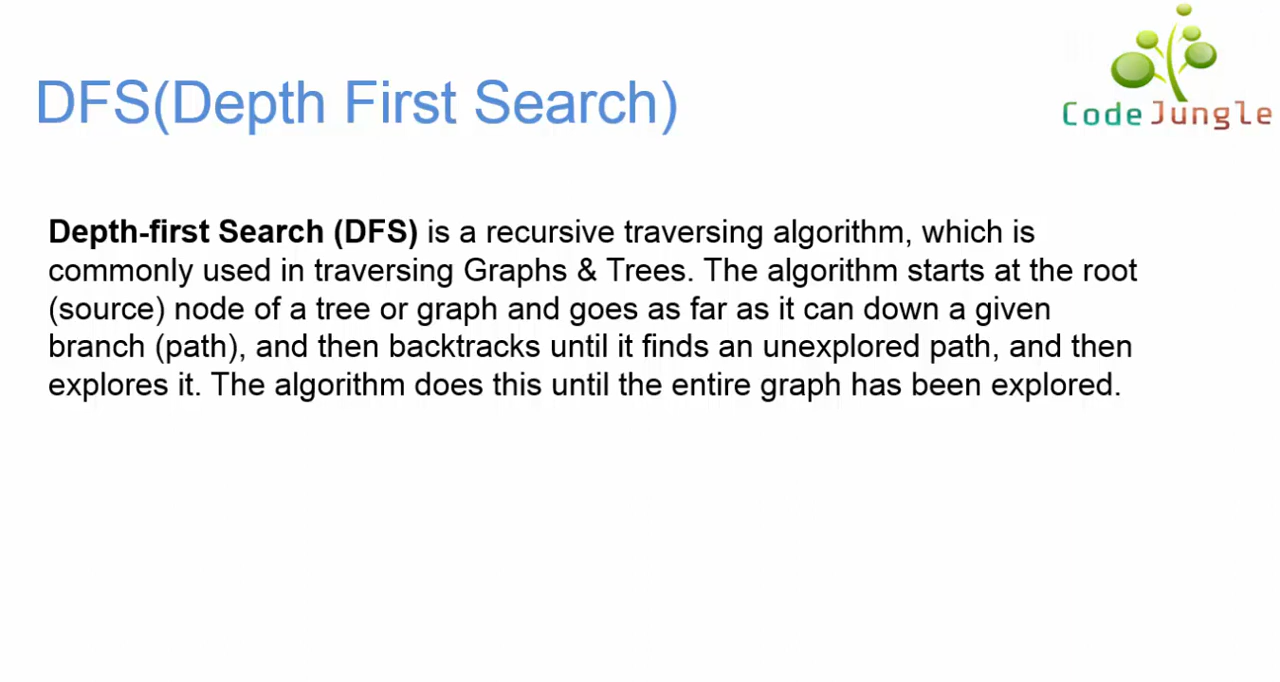 DFS(Depth First Search)
Code Jungle
Depth-first Search (DFS) is a recursive traversing algorithm, which is
commonly used in traversing Graphs & Trees. The algorithm starts at the root
(source) node of a tree or graph and goes as far as it can down a given
branch (path), and then backtracks until it finds an unexplored path, and then
explores it. The algorithm does this until the entire graph has been explored.